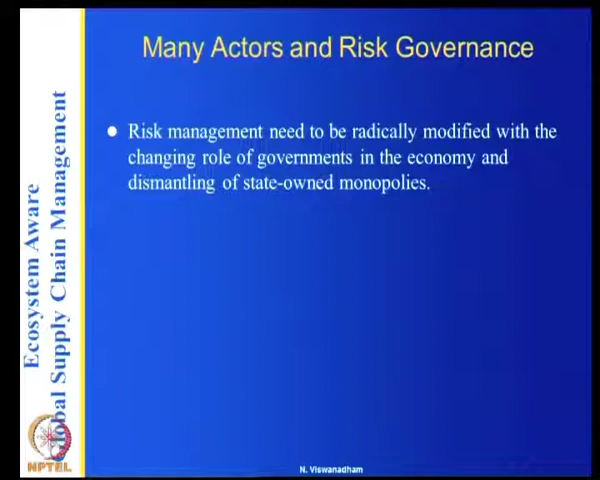 Many Actors and Risk Governance
Risk management need to be radically modified with the
changing role of governments in the economy and
dismantling of state-owned monopolies.
Ecosystem Aware
Global Supply Chain Management
NPTEL
N. Viswanadham